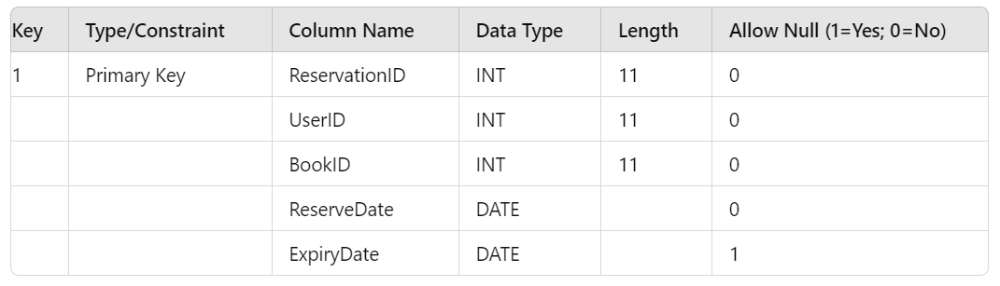 Key Type/Constraint Column Name Data Type Length Allow Null (1=Yes; 0=No)
1 Primary Key ReservationID INT 11 0
UserID INT 11 0
BookID INT 11 0
ReserveDate DATE 0
ExpiryDate DATE 1